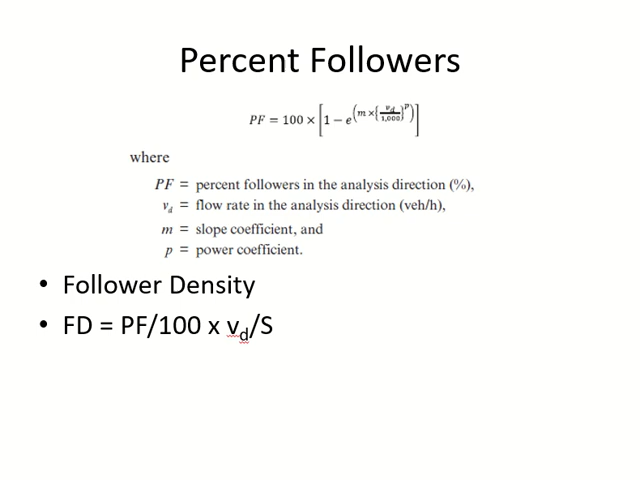 Percent Followers
PF = 100 × [1 − e^(m×{v_d/1,000}^p)]
where
PF = percent followers in the analysis direction (%),
v_d = flow rate in the analysis direction (veh/h),
m = slope coefficient, and
p = power coefficient.
• Follower Density
• FD = PF/100 x v_d/S